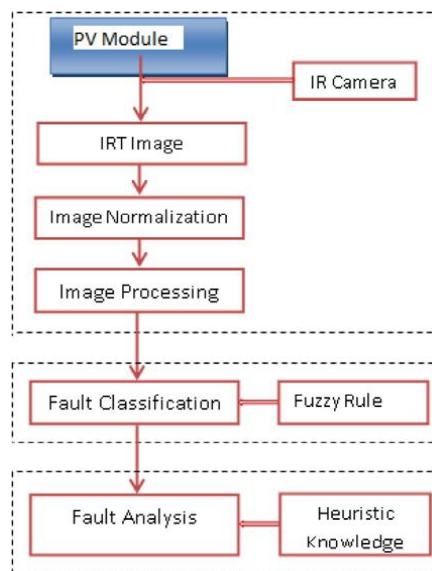 PV Module
IR Camera
IRT Image
Image Normalization
Image Processing
Fault Classification
Fuzzy Rule
Fault Analysis
Heuristic
Knowledge